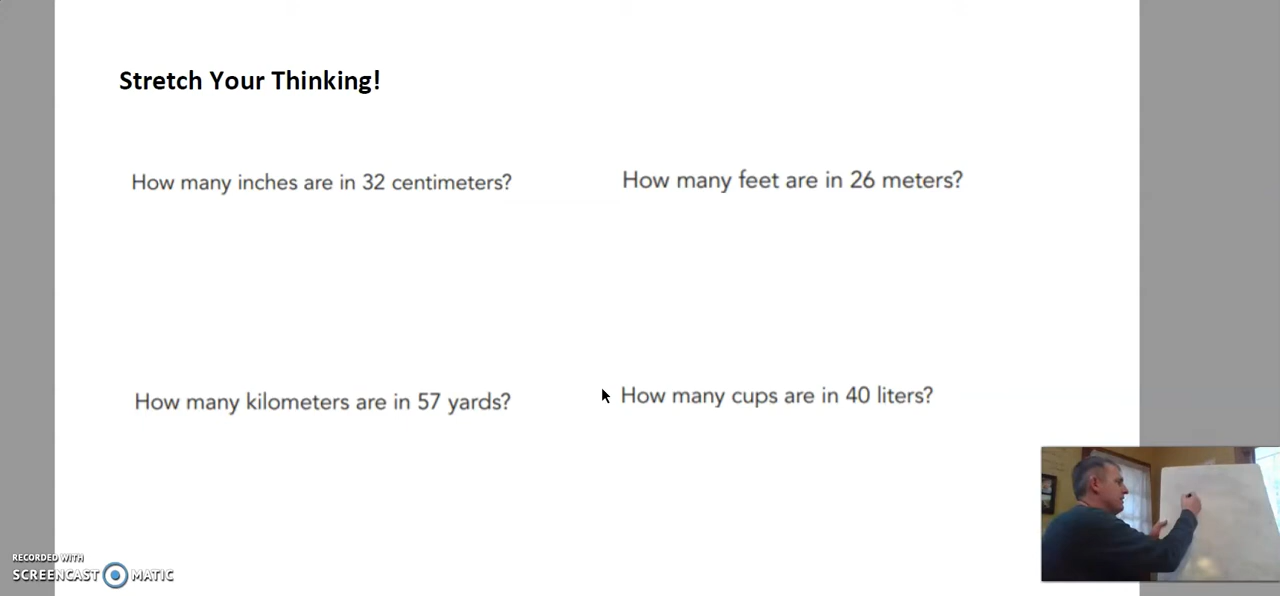 Stretch Your Thinking!
How many inches are in 32 centimeters?
How many feet are in 26 meters?
How many kilometers are in 57 yards?
How many cups are in 40 liters?
RECORDED WITH
SCREENCAST MATIC